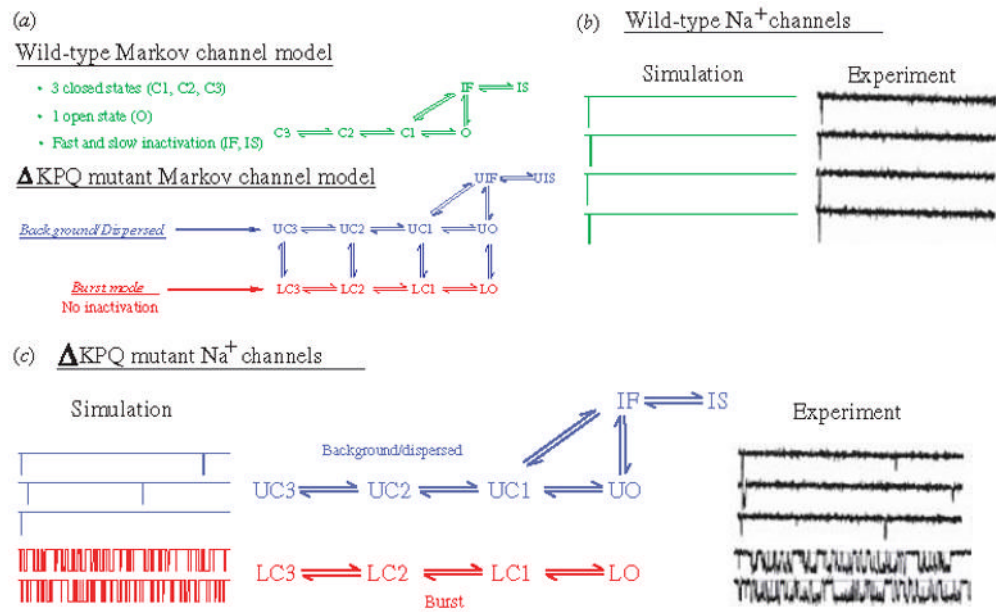 (a)
Wild-type Markov channel model
• 3 closed states (C1, C2, C3)
• 1 open state (O)
• Fast and slow inactivation (IF, IS)
IF IS
C3 C2 C1 O
ΔKPQ mutant Markov channel model
UIF UIS
Background/Dispersed UC3 UC2 UC1 UO
Burst mode LC3 LC2 LC1 LO
No inactivation
(b) Wild-type Na+ channels
Simulation Experiment
(c) ΔKPQ mutant Na+ channels
Simulation
IF IS
Experiment
Background/dispersed
UC3 UC2 UC1 UO
LC3 LC2 LC1 LO
Burst